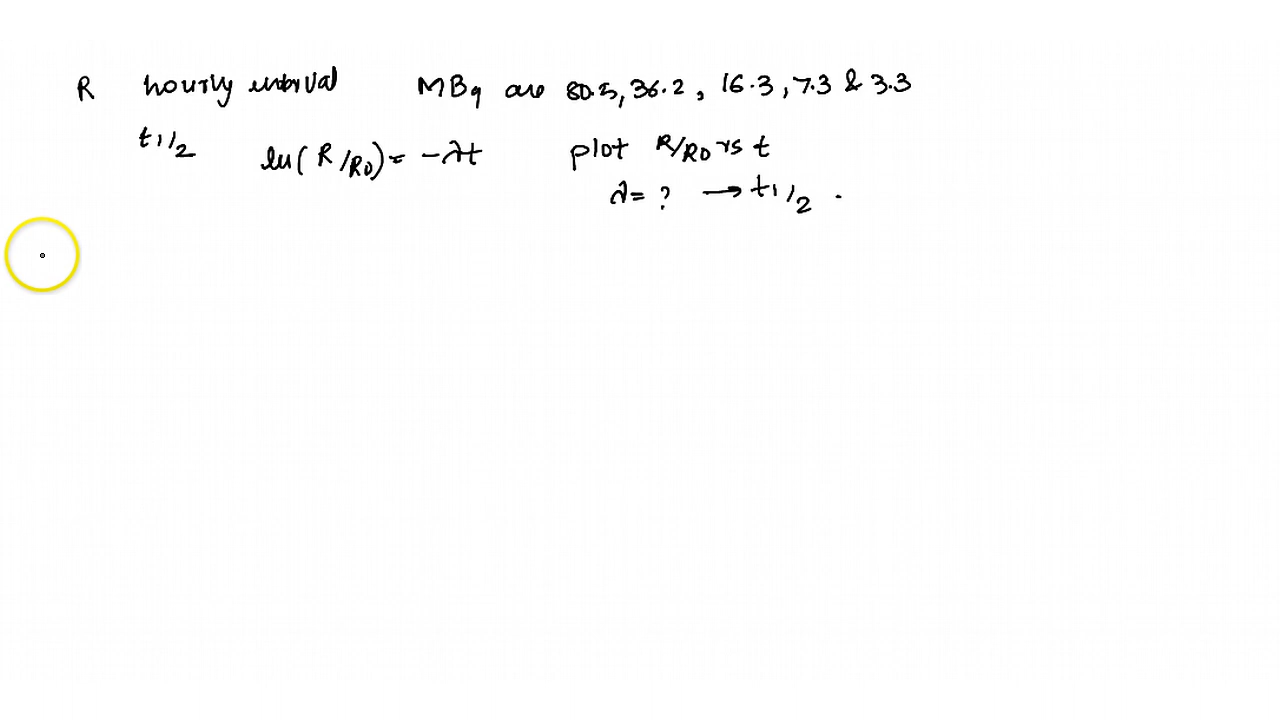 R hourly interval MBq are 80.5, 36.2, 16.3, 7.3 & 3.3
t1/2 ln(R/R0) = -λt plot R/R0 vs t
λ = ? → t1/2 .